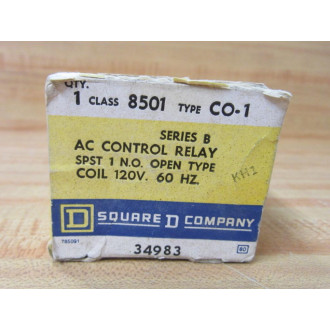 QTY.
1 CLASS 8501 TYPE CO-1
SERIES B
AC CONTROL RELAY
SPST 1 N.O. OPEN TYPE
COIL 120V. 60 HZ.
D SQUARE D COMPANY
34983
60